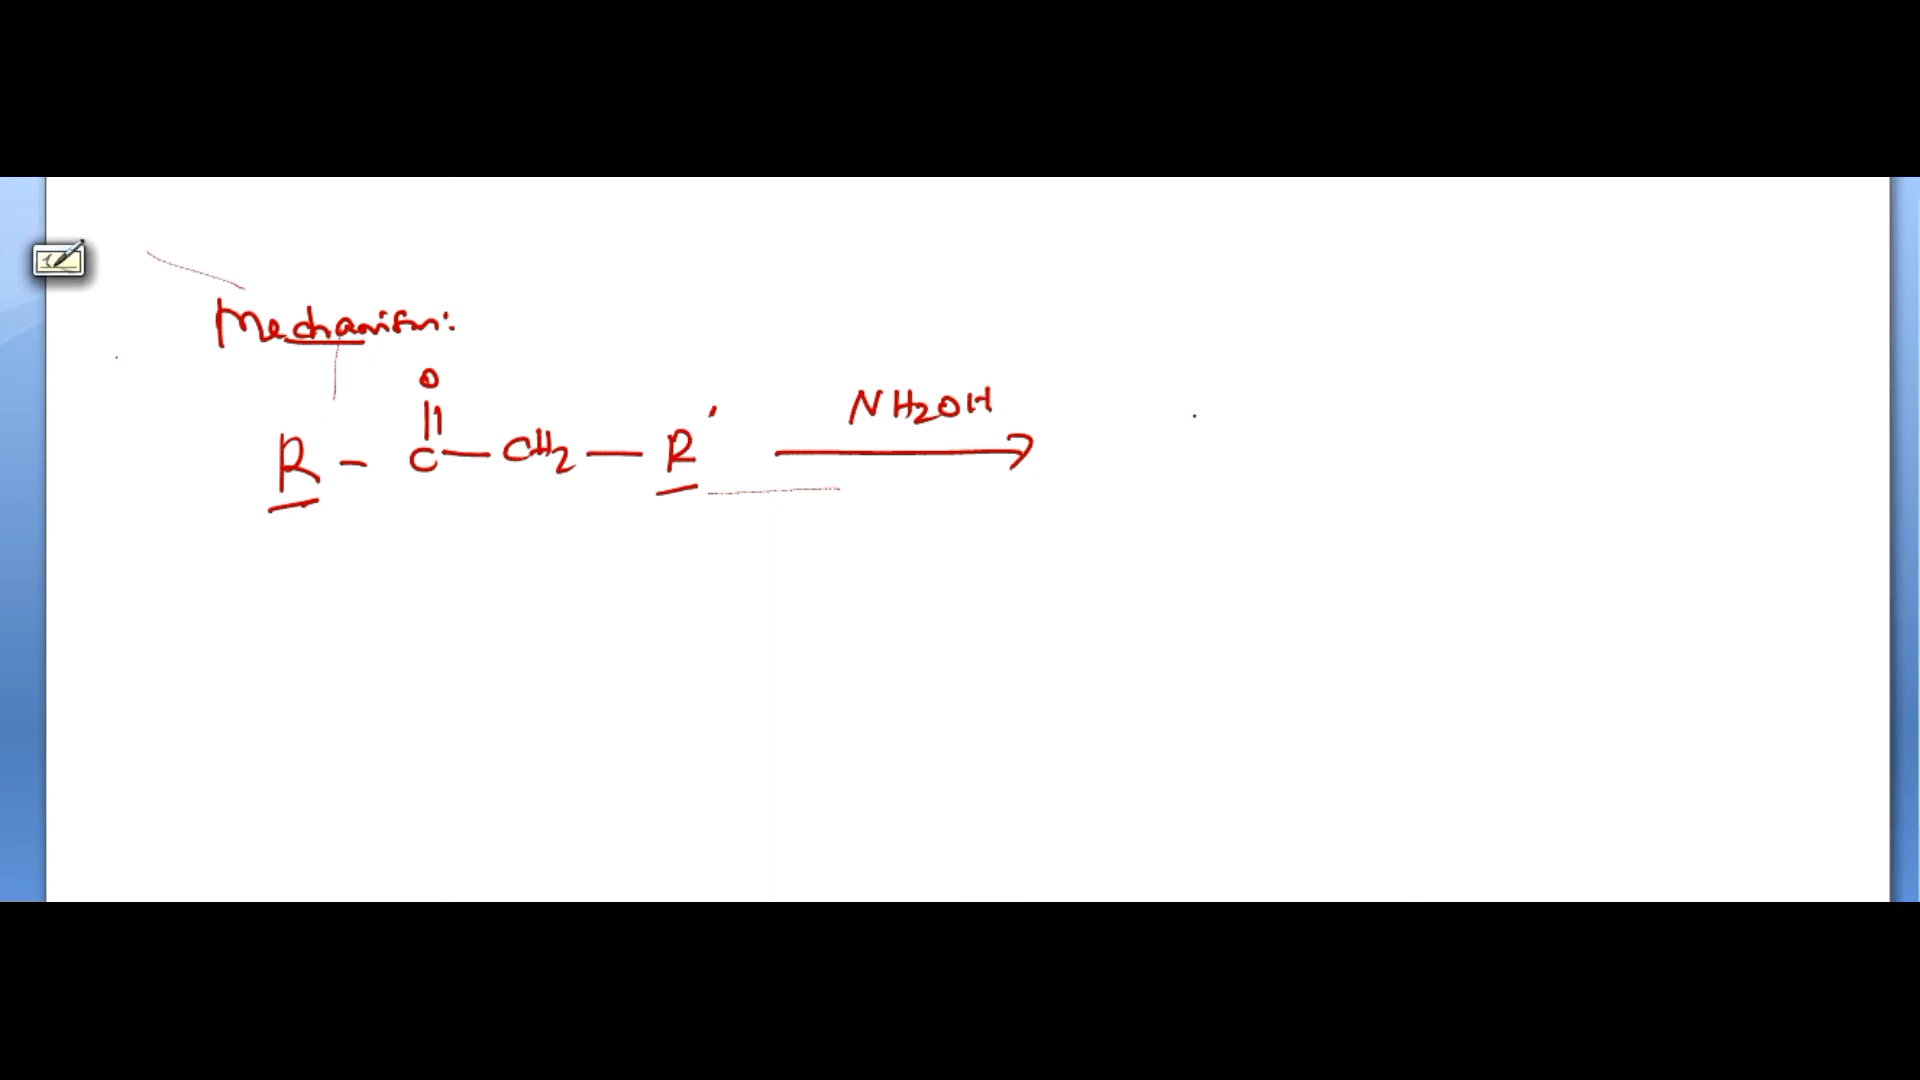 Mechanism:
O
||
R - C - CH2 - R' NH2OH →